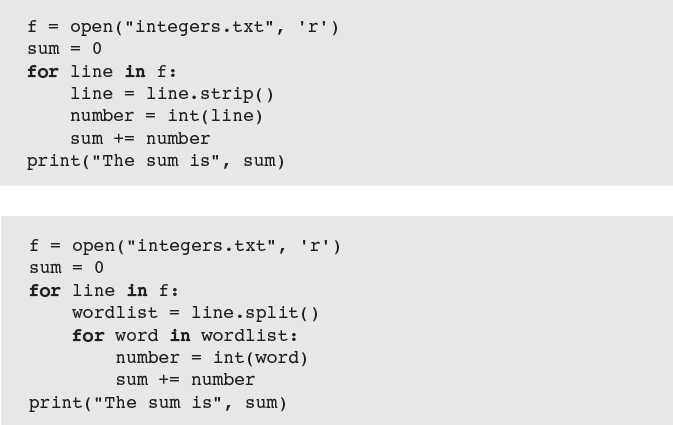 f = open("integers.txt", 'r')
sum = 0
for line in f:
    line = line.strip()
    number = int(line)
    sum += number
print("The sum is", sum)
f = open("integers.txt", 'r')
sum = 0
for line in f:
    wordlist = line.split()
    for word in wordlist:
        number = int(word)
        sum += number
print("The sum is", sum)